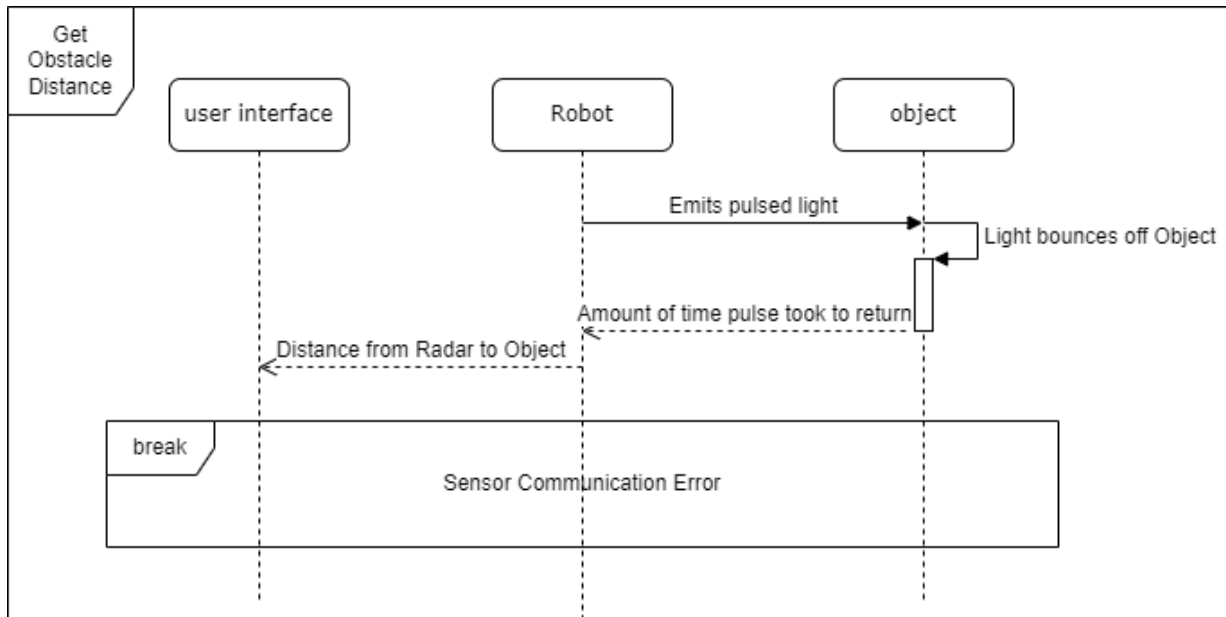 Get
Obstacle
Distance
user interface
Robot
object
Emits pulsed light
Light bounces off Object
Amount of time pulse took to return
Distance from Radar to Object
break
Sensor Communication Error